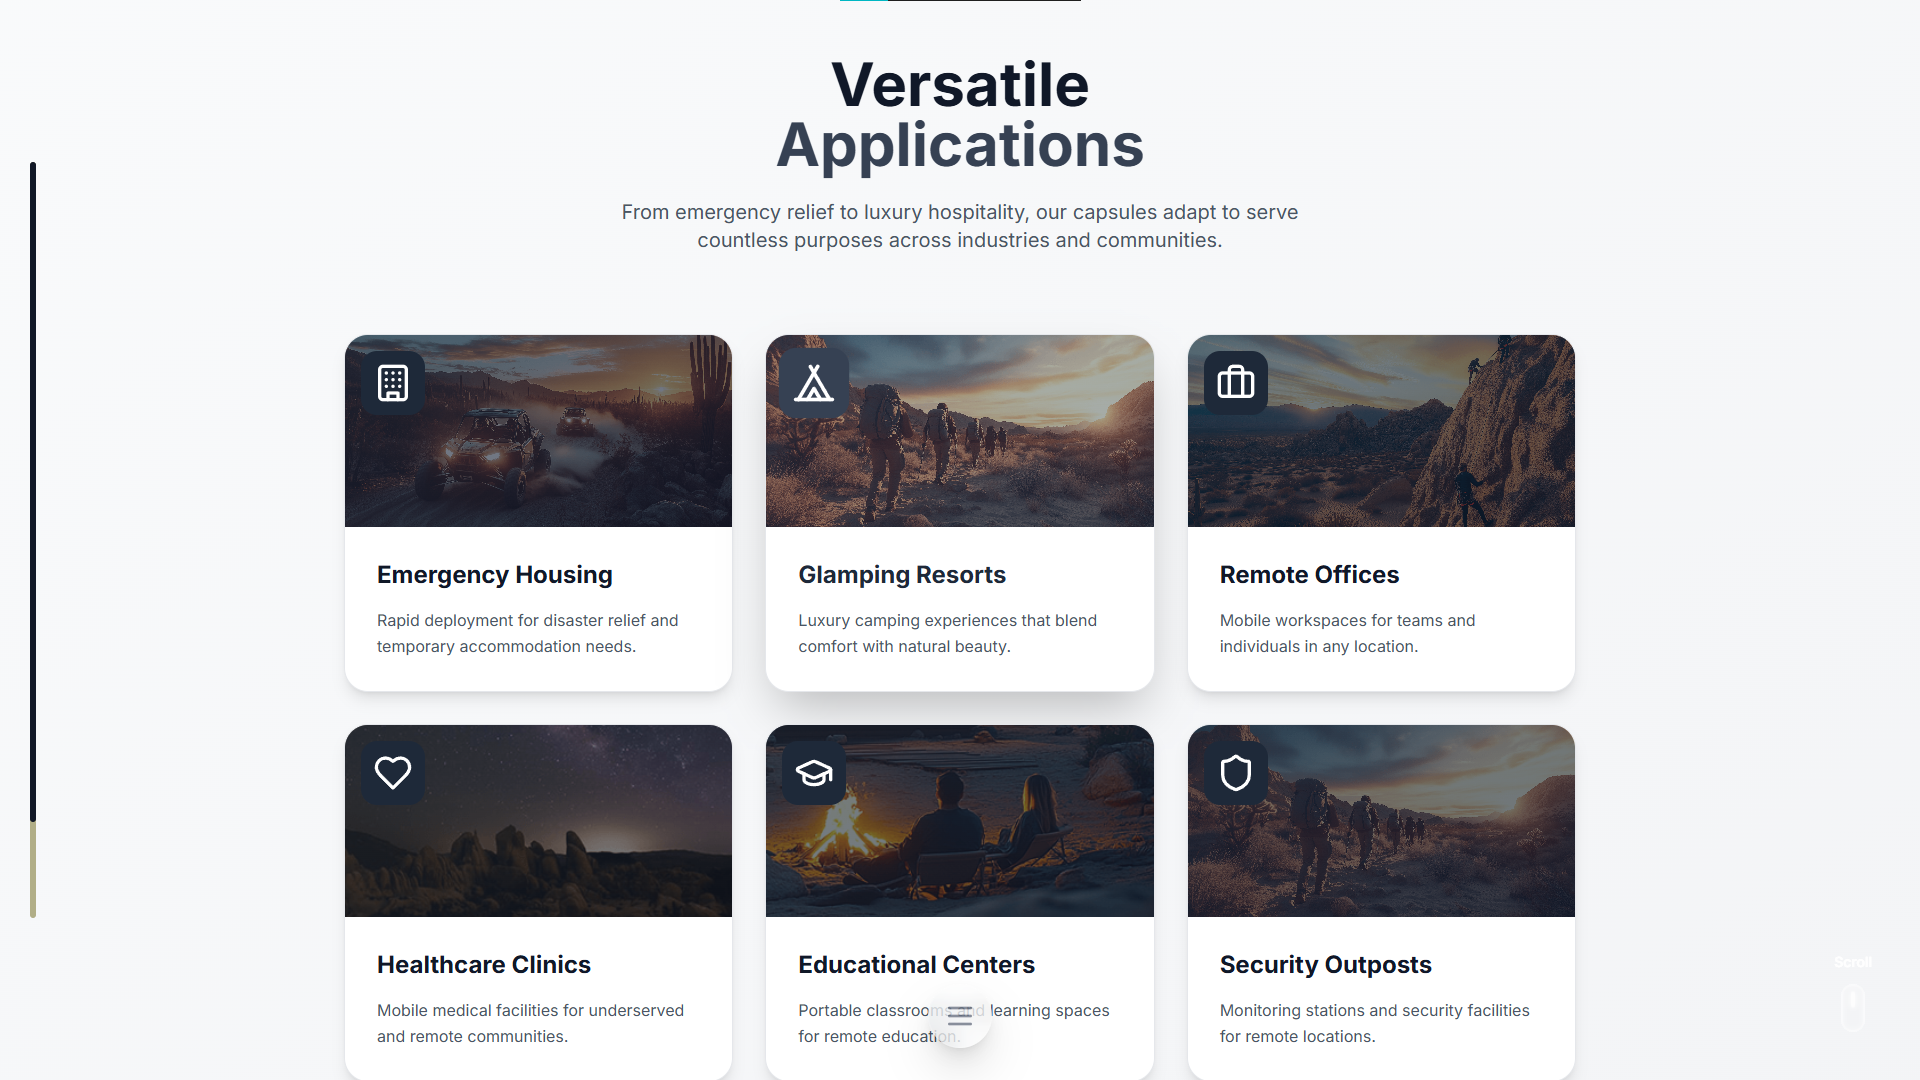 Versatile
Applications
From emergency relief to luxury hospitality, our capsules adapt to serve
countless purposes across industries and communities.
Emergency Housing
Rapid deployment for disaster relief and
temporary accommodation needs.
Glamping Resorts
Luxury camping experiences that blend
comfort with natural beauty.
Remote Offices
Mobile workspaces for teams and
individuals in any location.
Healthcare Clinics
Mobile medical facilities for underserved
and remote communities.
Educational Centers
Portable classrooms and learning spaces
for remote education.
Security Outposts
Monitoring stations and security facilities
for remote locations.
Scroll